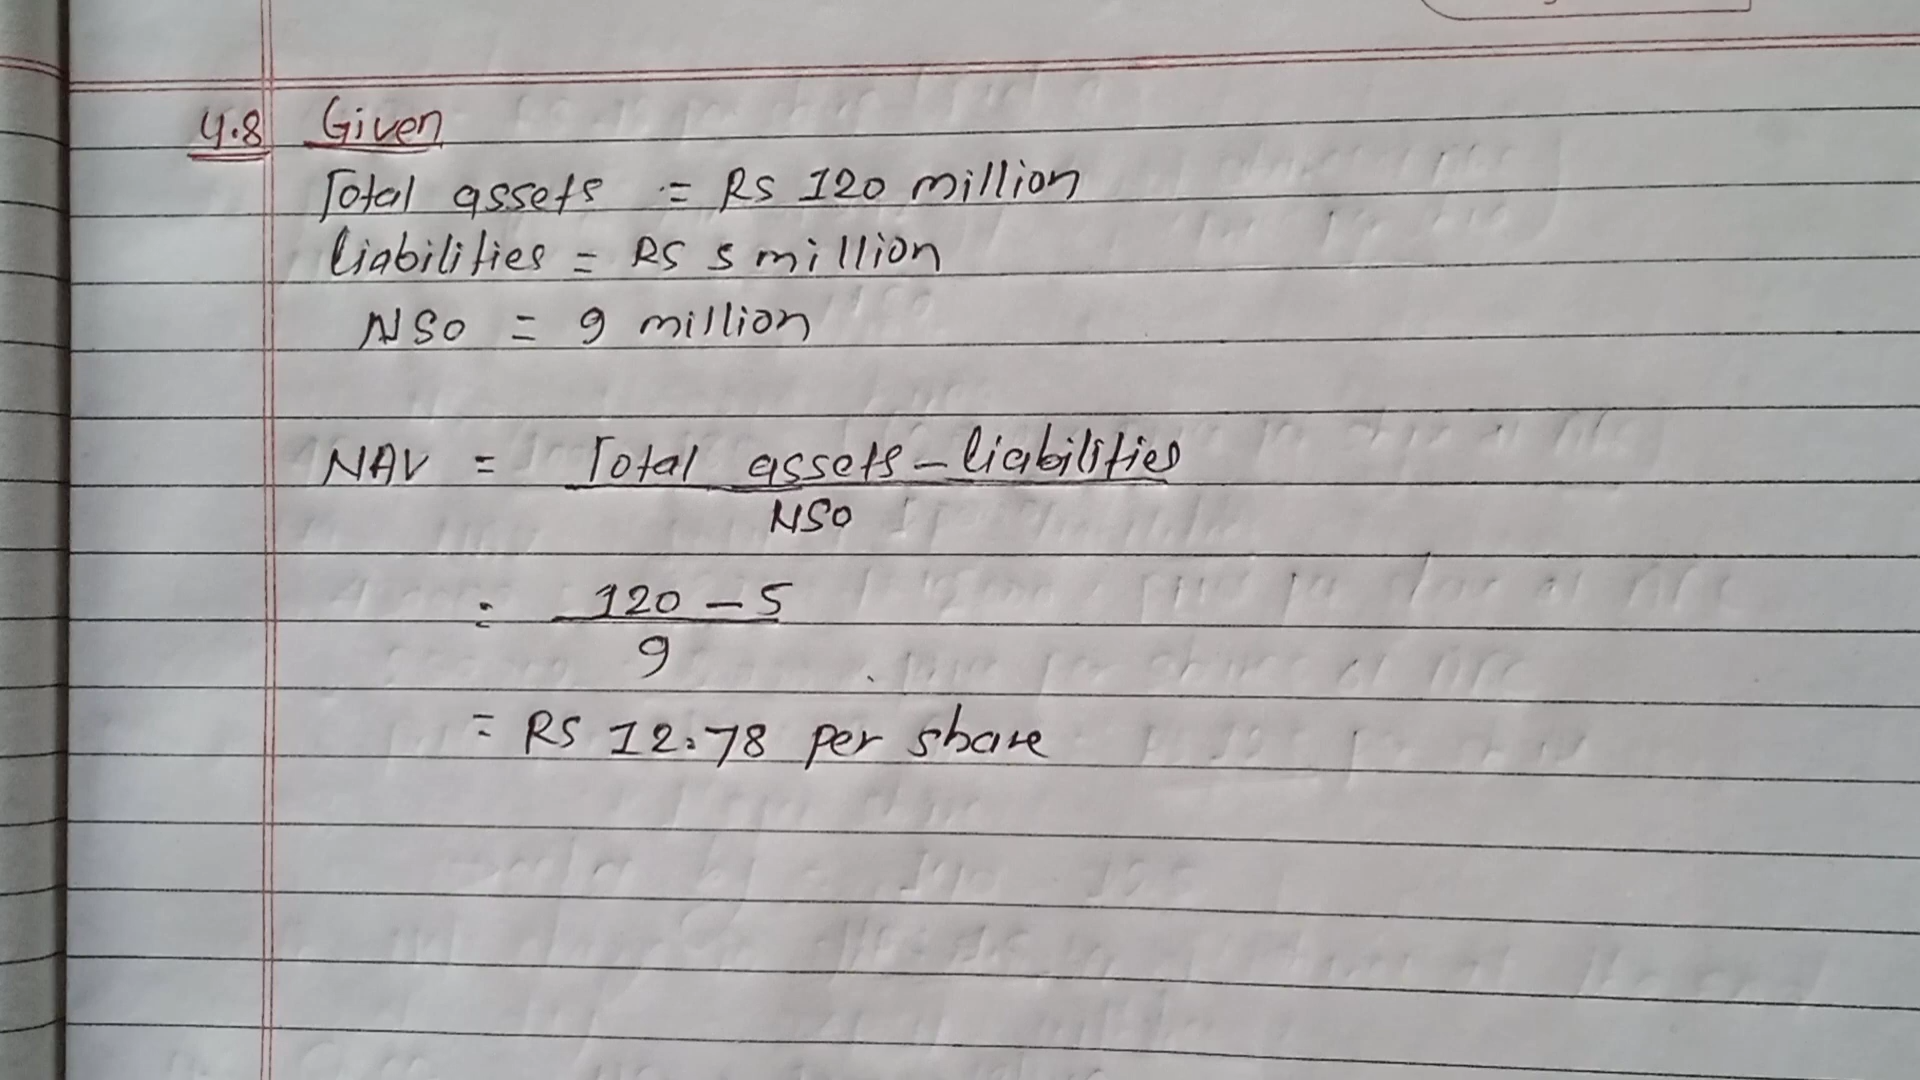 4.8 Given
Total assets = RS 120 million
liabilities = RS 5 million
NSO = 9 million
NAV = Total assets - liabilities
NSO
= 120 - 5
9
= RS 12.78 per share